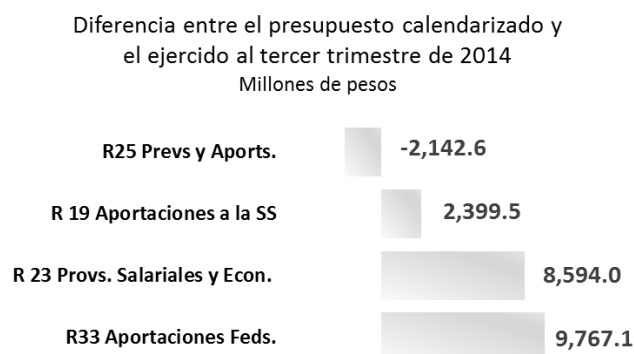 Diferencia entre el presupuesto calendarizado y
el ejercido al tercer trimestre de 2014
Millones de pesos
R25 Prevs y Aports. -2,142.6
R 19 Aportaciones a la SS 2,399.5
R 23 Provs. Salariales y Econ. 8,594.0
R33 Aportaciones Feds. 9,767.1